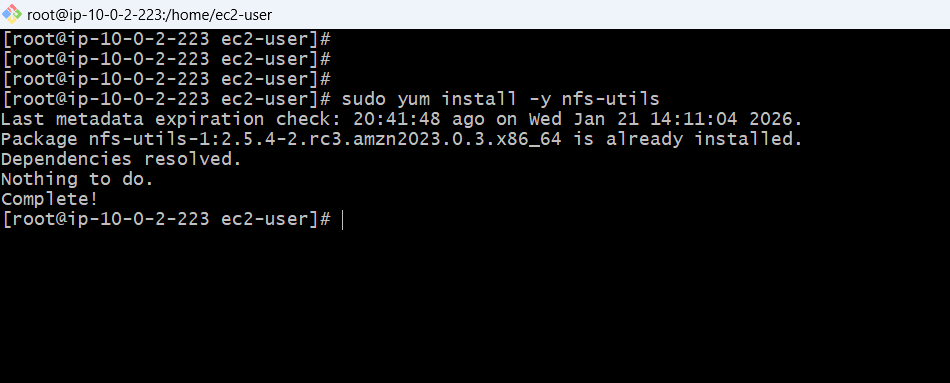 root@ip-10-0-2-223:/home/ec2-user
[root@ip-10-0-2-223 ec2-user]#
[root@ip-10-0-2-223 ec2-user]#
[root@ip-10-0-2-223 ec2-user]#
[root@ip-10-0-2-223 ec2-user]# sudo yum install -y nfs-utils
Last metadata expiration check: 20:41:48 ago on Wed Jan 21 14:11:04 2026.
Package nfs-utils-1:2.5.4-2.rc3.amzn2023.0.3.x86_64 is already installed.
Dependencies resolved.
Nothing to do.
Complete!
[root@ip-10-0-2-223 ec2-user]#